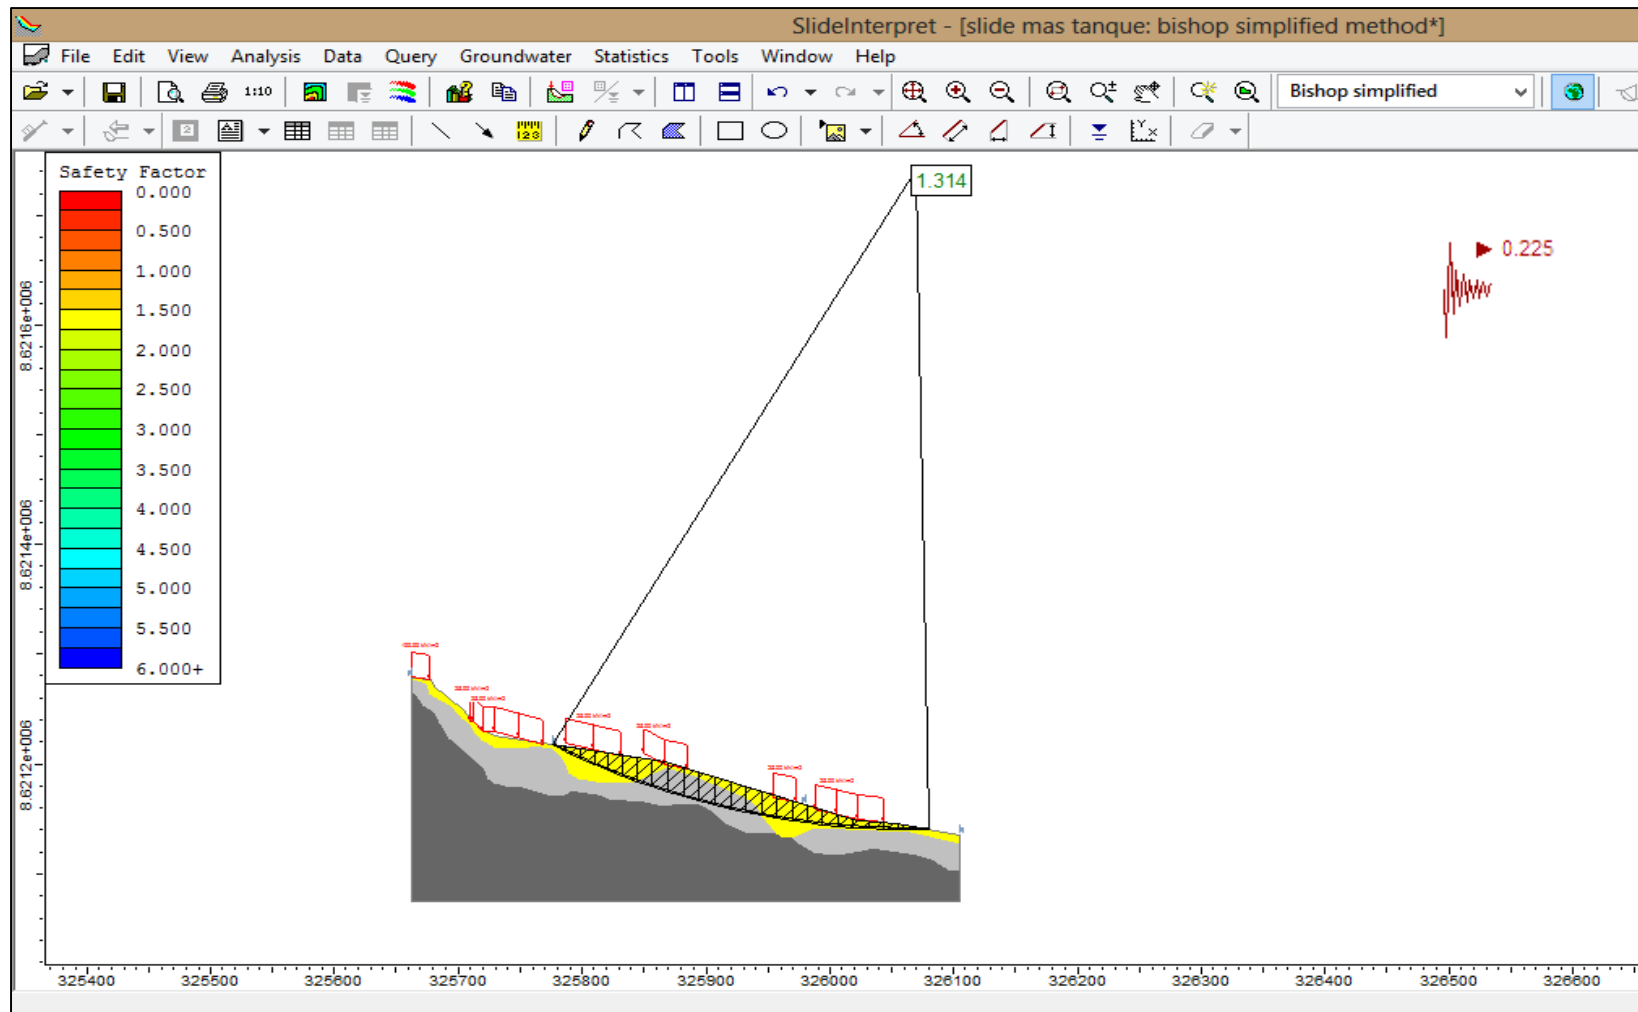 SlideInterpret - [slide mas tanque: bishop simplified method*]
File Edit View Analysis Data Query Groundwater Statistics Tools Window Help
1:10
Bishop simplified
2
123
Safety Factor
0.000
0.500
1.000
1.500
2.000
2.500
3.000
3.500
4.000
4.500
5.000
5.500
6.000+
1.314
0.225
8.6216e+006
8.6214e+006
8.6212e+006
325400 325500 325600 325700 325800 325900 326000 326100 326200 326300 326400 326500 326600